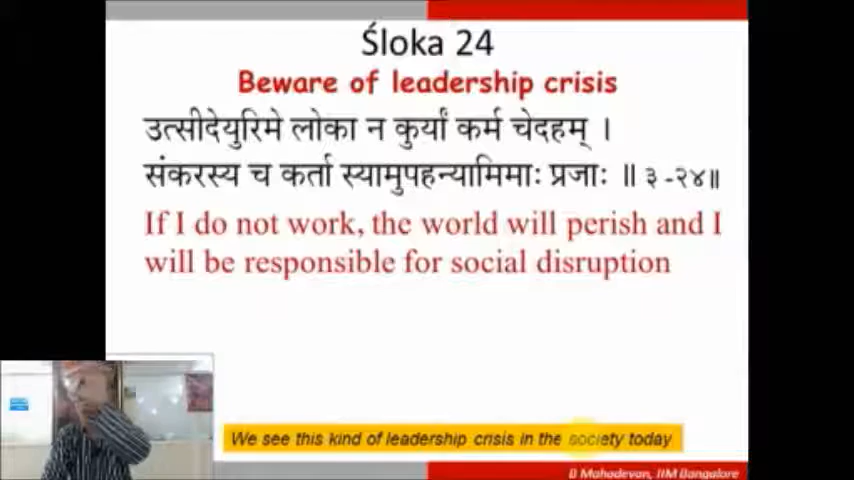 Śloka 24
Beware of leadership crisis
उत्सीदेयुरिमे लोका न कुर्यां कर्म चेदहम् ।
संकरस्य च कर्ता स्यामुपहन्यामिमाः प्रजाः ॥ ३ -२४॥
If I do not work, the world will perish and I
will be responsible for social disruption
We see this kind of leadership crisis in the society today
B Mahadevan, IIM Bangalore